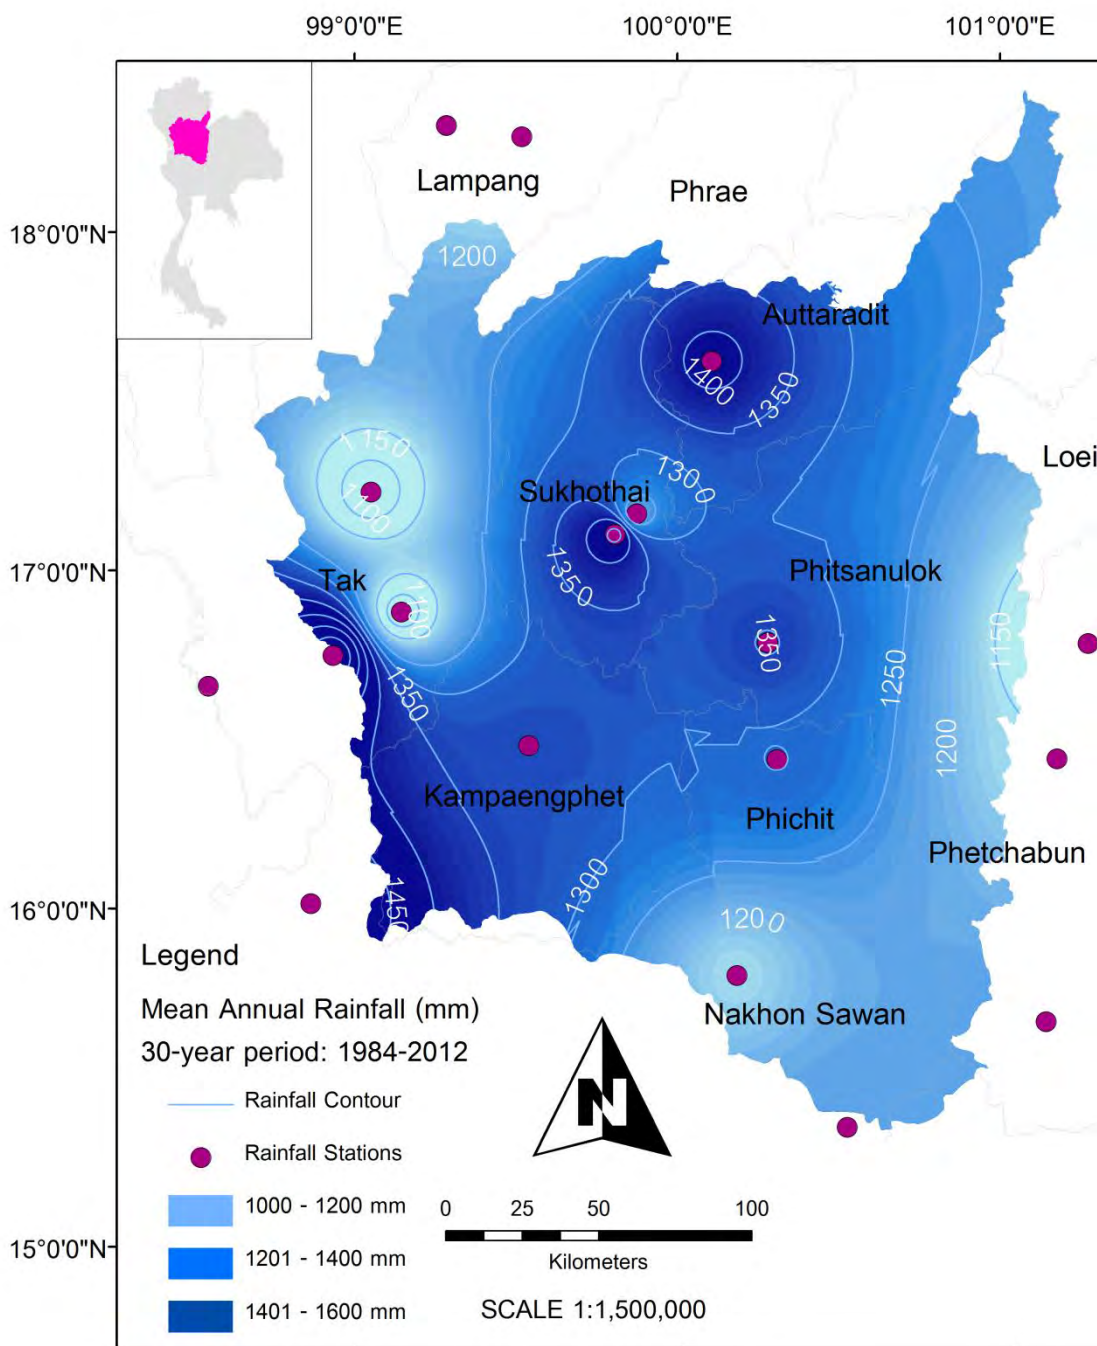 99°0'0"E 100°0'0"E 101°0'0"E
Lampang
Phrae
18°0'0"N
1200
Auttaradit
1400
1350
1150
1100
Loei
1300
Sukhothai
17°0'0"N
Tak
1350
Phitsanulok
1100
1350
1150
1350
1250
1200
Kampaengphet
Phichit
Phetchabun
1300
1450
16°0'0"N
1200
Legend
Nakhon Sawan
Mean Annual Rainfall (mm)
30-year period: 1984-2012
N
Rainfall Contour
Rainfall Stations
1000 - 1200 mm
1201 - 1400 mm
1401 - 1600 mm
0 25 50 100
Kilometers
SCALE 1:1,500,000
15°0'0"N